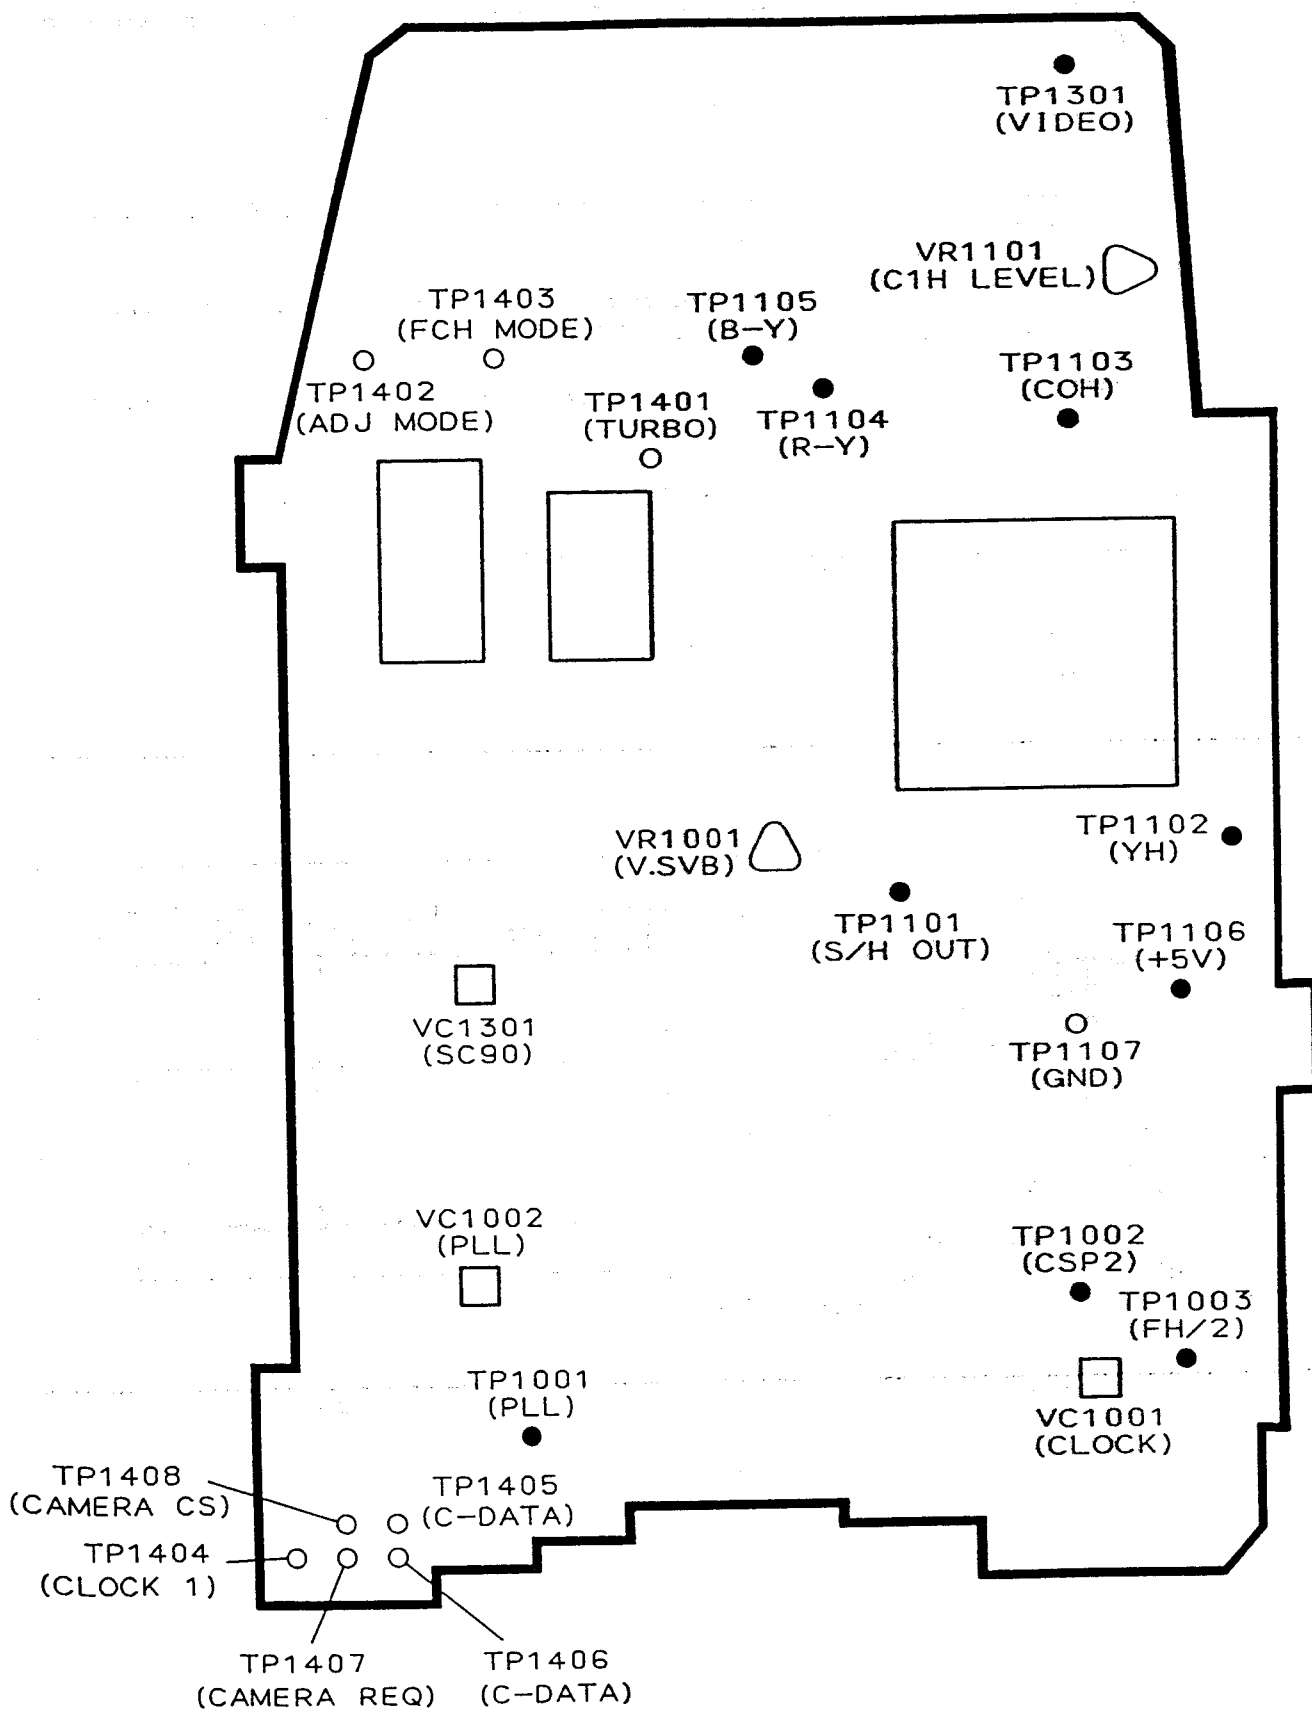 TP1301
(VIDEO)
VR1101
(C1H LEVEL)
TP1403
(FCH MODE)
TP1105
(B-Y)
TP1103
(COH)
TP1402
(ADJ MODE)
TP1401
(TURBO)
TP1104
(R-Y)
VR1001
(V.SVB)
TP1102
(YH)
TP1101
(S/H OUT)
TP1106
(+5V)
VC1301
(SC90)
TP1107
(GND)
VC1002
(PLL)
TP1002
(CSP2)
TP1003
(FH/2)
TP1001
(PLL)
VC1001
(CLOCK)
TP1408
(CAMERA CS)
TP1405
(C-DATA)
TP1404
(CLOCK 1)
TP1407
(CAMERA REQ)
TP1406
(C-DATA)